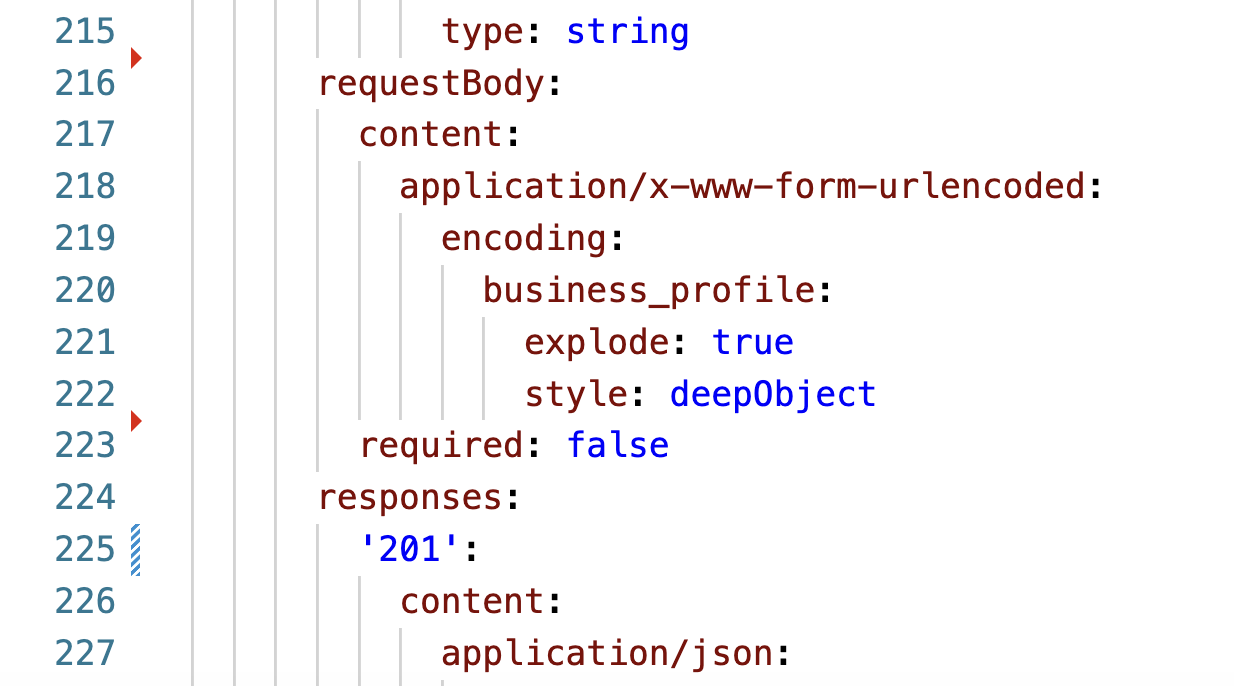 215 type: string
216 requestBody:
217 content:
218 application/x-www-form-urlencoded:
219 encoding:
220 business_profile:
221 explode: true
222 style: deepObject
223 required: false
224 responses:
225 '201':
226 content:
227 application/json: